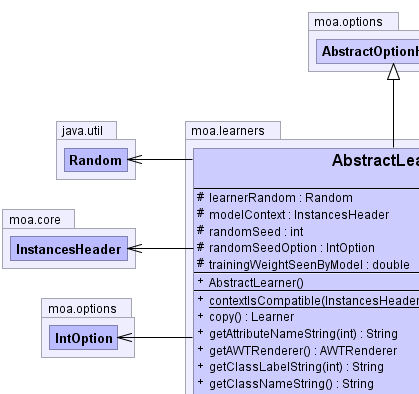 moa.options
AbstractOptionH
java.util
Random
moa.learners
AbstractLea
# learnerRandom : Random
# modelContext : InstancesHeader
# randomSeed : int
# randomSeedOption : IntOption
# trainingWeightSeenByModel : double
moa.core
InstancesHeader
+ AbstractLearner()
+ contextIsCompatible(InstancesHeader
+ copy() : Learner
+ getAttributeNameString(int) : String
+ getAWTRenderer() : AWTRenderer
+ getClassLabelString(int) : String
+ getClassNameString() : String
moa.options
IntOption